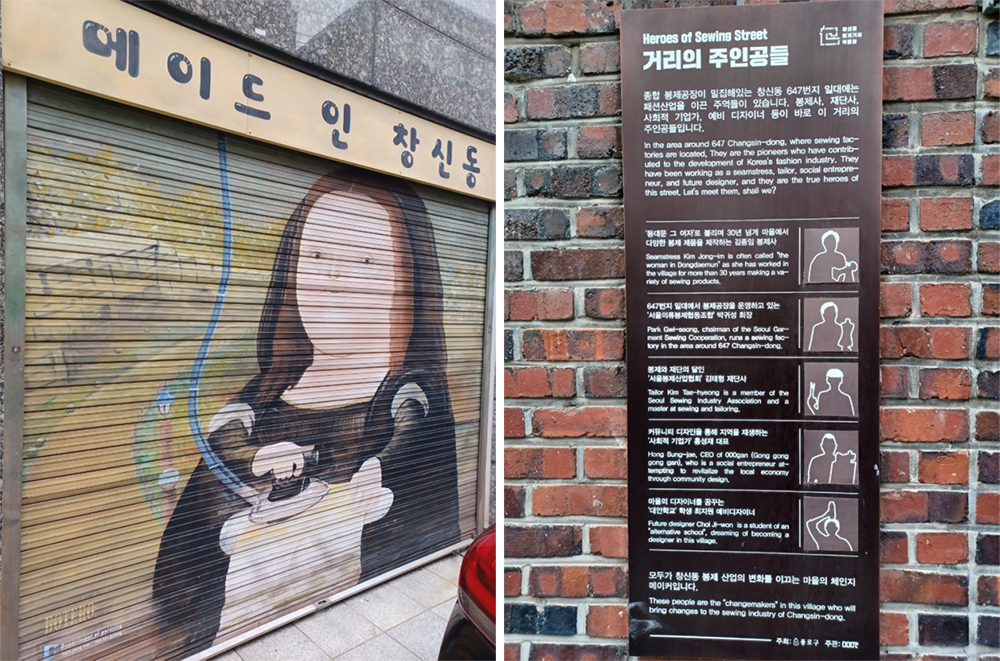 메이드 인 창신동
Heroes of Sewing Street
거리의 주인공들
창신동
봉제거리
박물관
종합 봉제공장이 밀집해있는 창신동 647번지 일대에는
패션산업을 이끈 주역들이 있습니다. 봉제사, 재단사,
사회적 기업가, 예비 디자이너 등이 바로 이 거리의
주인공들입니다.
In the area around 647 Changsin-dong, where sewing fac-
tories are located, They are the pioneers who have contrib-
uted to the development of Korea's fashion industry. They
have been working as a seamstress, tailor, social entrepre-
neur, and future designer, and they are the true heroes of
this street. Let's meet them, shall we?
'동대문 그 여자'로 불리며 30년 넘게 마을에서
다양한 봉제 제품을 제작하는 김종임 봉제사
Seamstress Kim Jong-im is often called "the
woman in Dongdaemun" as she has worked in
the village for more than 30 years making a va-
riety of sewing products.
647번지 일대에서 봉제공장을 운영하고 있는
'서울의류봉제협동조합' 박귀성 회장
Park Gwi-seong, chairman of the Seoul Gar-
ment Sewing Cooperation, runs a sewing fac-
tory in the area around 647 Changsin-dong.
봉제와 재단의 달인
'서울봉제산업협회' 김태형 재단사
Tailor Kim Tae-hyeong is a member of the
Seoul Sewing Industry Association and a
master at sewing and tailoring.
커뮤니티 디자인을 통해 지역을 재생하는
'사회적 기업가' 홍성재 대표
Hong Sung-jae, CEO of 000gan (Gong gong
gong gan), who is a social entrepreneur at-
tempting to revitalize the local economy
through community design.
마을의 디자이너를 꿈꾸는
'대안학교' 학생 최지원 예비디자이너
Future designer Choi Ji-won is a student of an
"alternative school", dreaming of becoming a
designer in this village.
모두가 창신동 봉제 산업의 변화를 이끄는 마을의 체인지
메이커입니다.
These people are the "changemakers" in this village who will
bring changes to the sewing industry of Changsin-dong.
주최: 종로구 주관: 000간